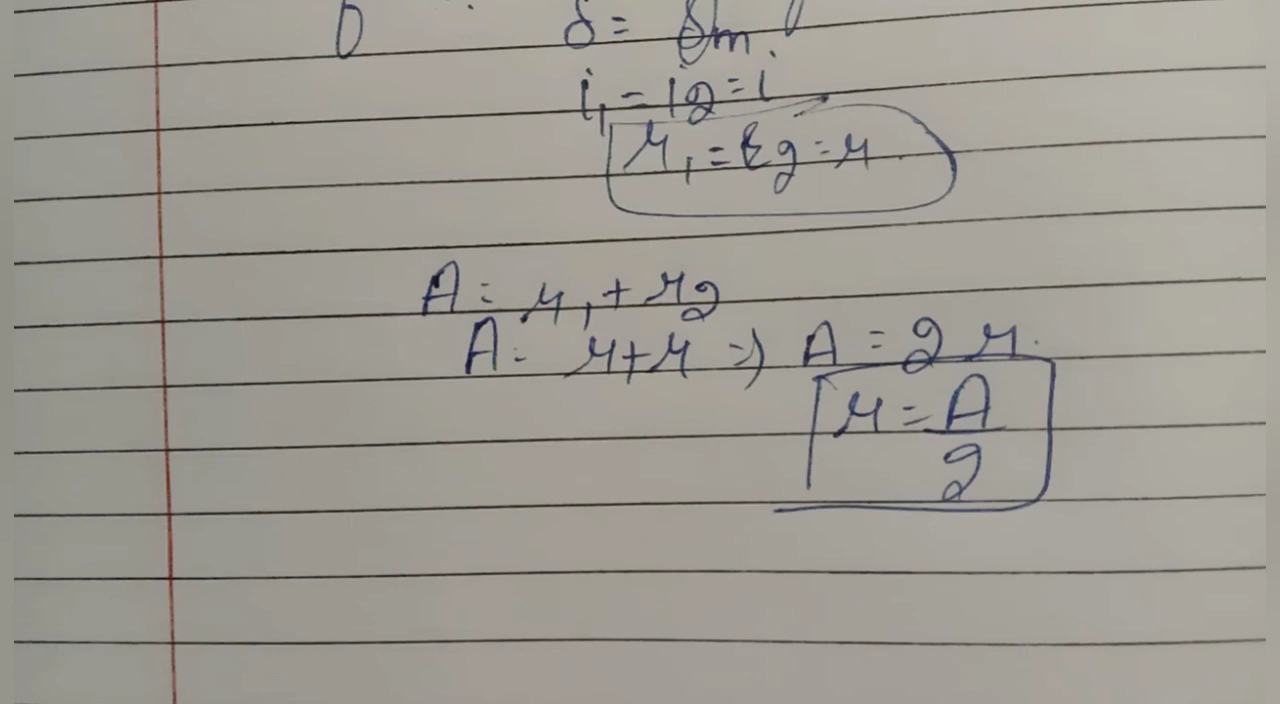 δ = δm
i₁ = i₂ = i
r₁ = r₂ = r
A = r₁ + r₂
A = r + r ⇒ A = 2r.
r = A/2